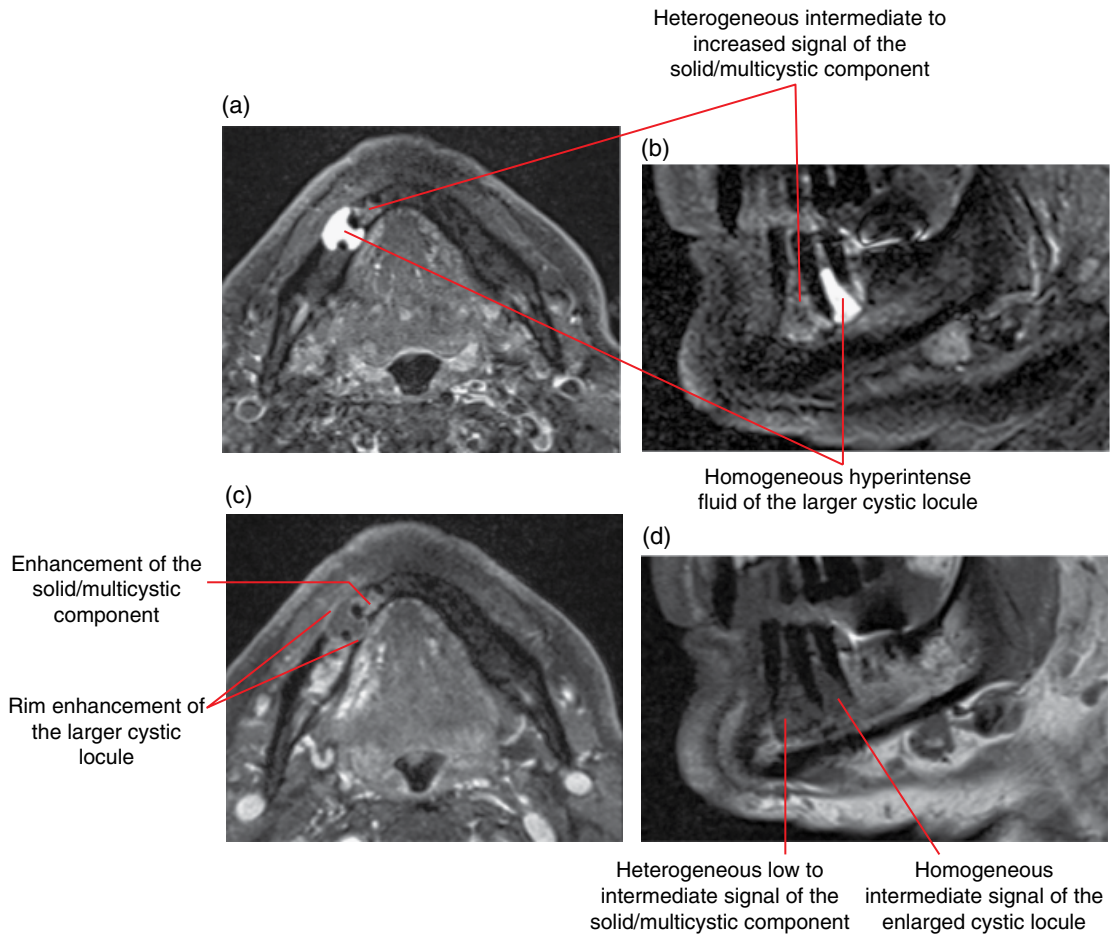 Heterogeneous intermediate to
increased signal of the
solid/multicystic component
(a)
(b)
Homogeneous hyperintense
fluid of the larger cystic locule
(c)
(d)
Enhancement of the
solid/multicystic
component
Rim enhancement of
the larger cystic
locule
Heterogeneous low to
intermediate signal of the
solid/multicystic component
Homogeneous
intermediate signal of the
enlarged cystic locule